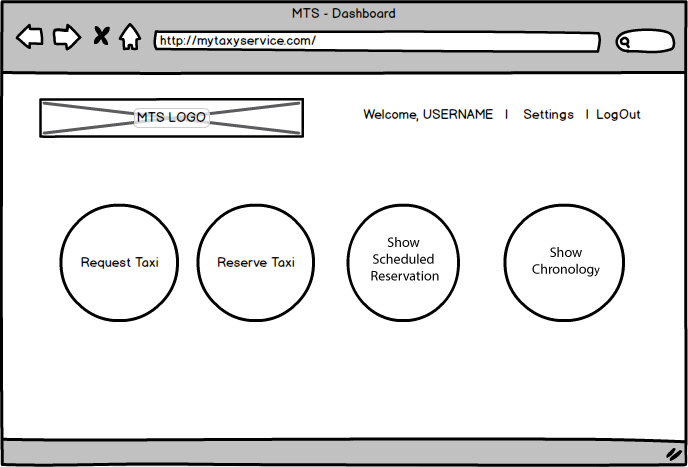 MTS - Dashboard
http://mytaxyservice.com/
MTS LOGO
Welcome, USERNAME | Settings | LogOut
Request Taxi
Reserve Taxi
Show
Scheduled
Reservation
Show
Chronology